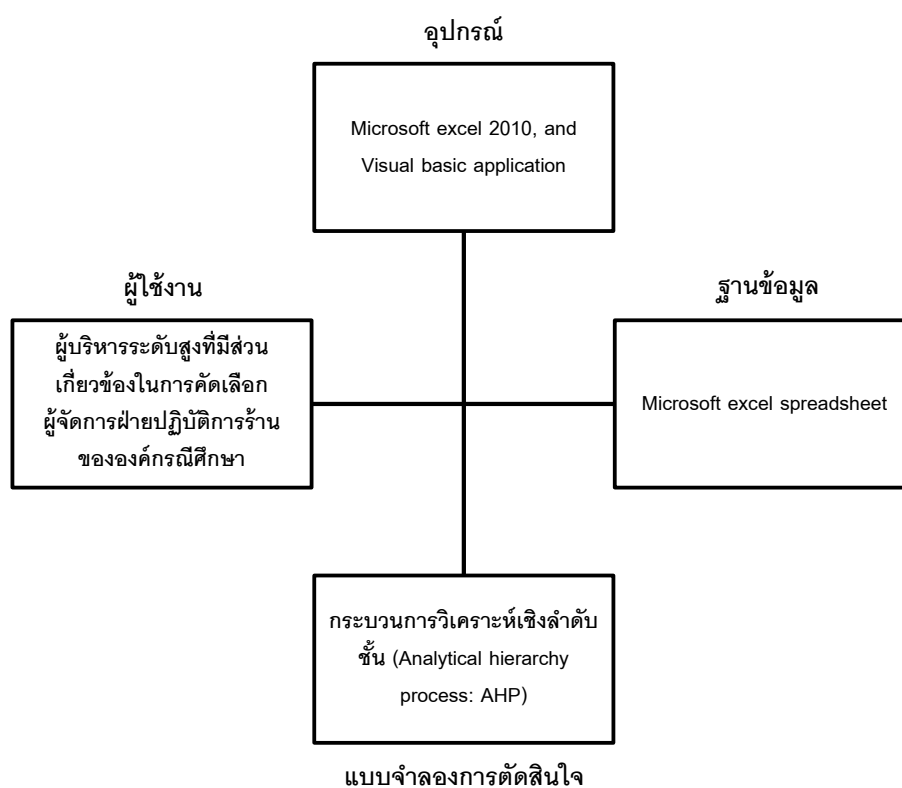 อุปกรณ์
Microsoft excel 2010, and
Visual basic application
ผู้ใช้งาน
ผู้บริหารระดับสูงที่มีส่วน
เกี่ยวข้องในการคัดเลือก
ผู้จัดการฝ่ายปฏิบัติการร้าน
ขององค์กรณีศึกษา
ฐานข้อมูล
Microsoft excel spreadsheet
กระบวนการวิเคราะห์เชิงลำดับ
ชั้น (Analytical hierarchy
process: AHP)
แบบจำลองการตัดสินใจ